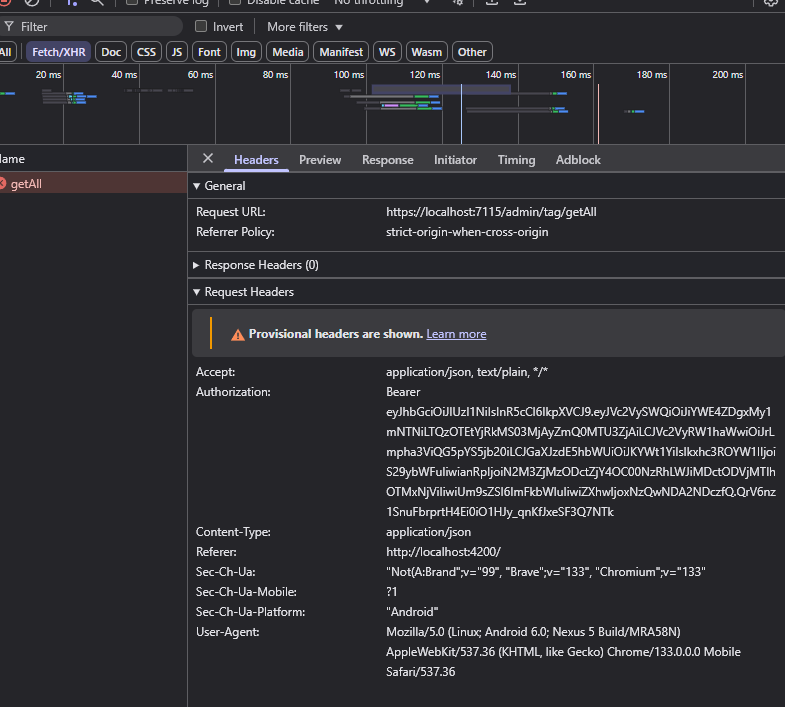 Preserve log Disable cache No throttling
Filter Invert More filters
All Fetch/XHR Doc CSS JS Font Img Media Manifest WS Wasm Other
20 ms 40 ms 60 ms 80 ms 100 ms 120 ms 140 ms 160 ms 180 ms 200 ms
ame Headers Preview Response Initiator Timing Adblock
getAll
General
Request URL: https://localhost:7115/admin/tag/getAll
Referrer Policy: strict-origin-when-cross-origin
Response Headers (0)
Request Headers
Provisional headers are shown. Learn more
Accept: application/json, text/plain, */*
Authorization: Bearer
Content-Type: application/json
Referer: http://localhost:4200/
Sec-Ch-Ua: "Not(A:Brand";v="99", "Brave";v="133", "Chromium";v="133"
Sec-Ch-Ua-Mobile: ?1
Sec-Ch-Ua-Platform: "Android"
User-Agent: Mozilla/5.0 (Linux; Android 6.0; Nexus 5 Build/MRA58N)
AppleWebKit/537.36 (KHTML, like Gecko) Chrome/133.0.0.0 Mobile
Safari/537.36